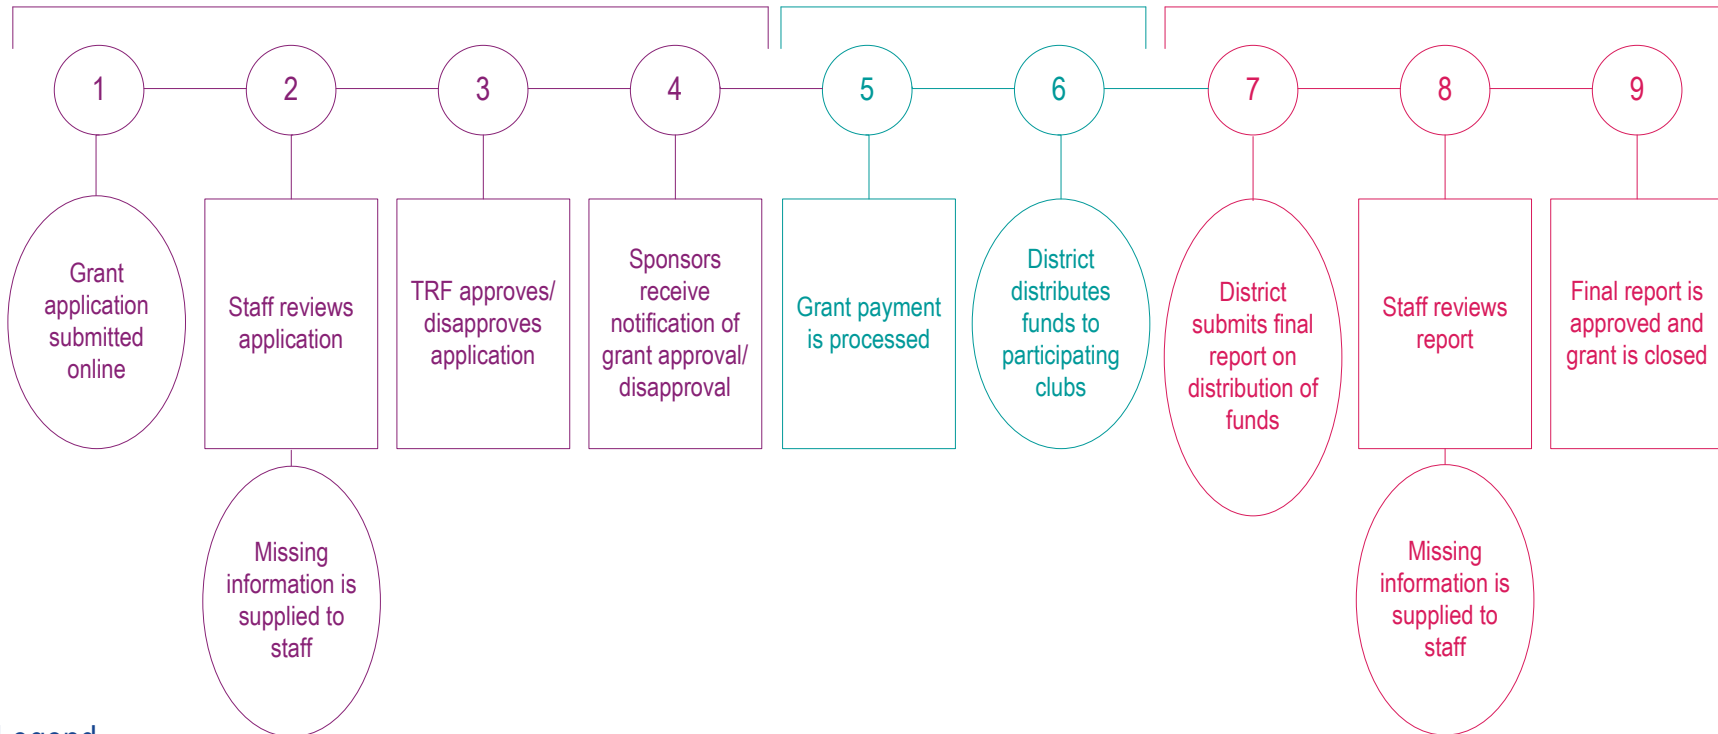 1
2
3
4
5
6
7
8
9
Grant
application
submitted
online
Staff reviews
application
TRF approves/
disapproves
application
Sponsors
receive
notification of
grant approval/
disapproval
Grant payment
is processed
District
distributes
funds to
participating
clubs
District
submits final
report on
distribution of
funds
Staff reviews
report
Final report is
approved and
grant is closed
Missing
information is
supplied to
staff
Missing
information is
supplied to
staff
Legend